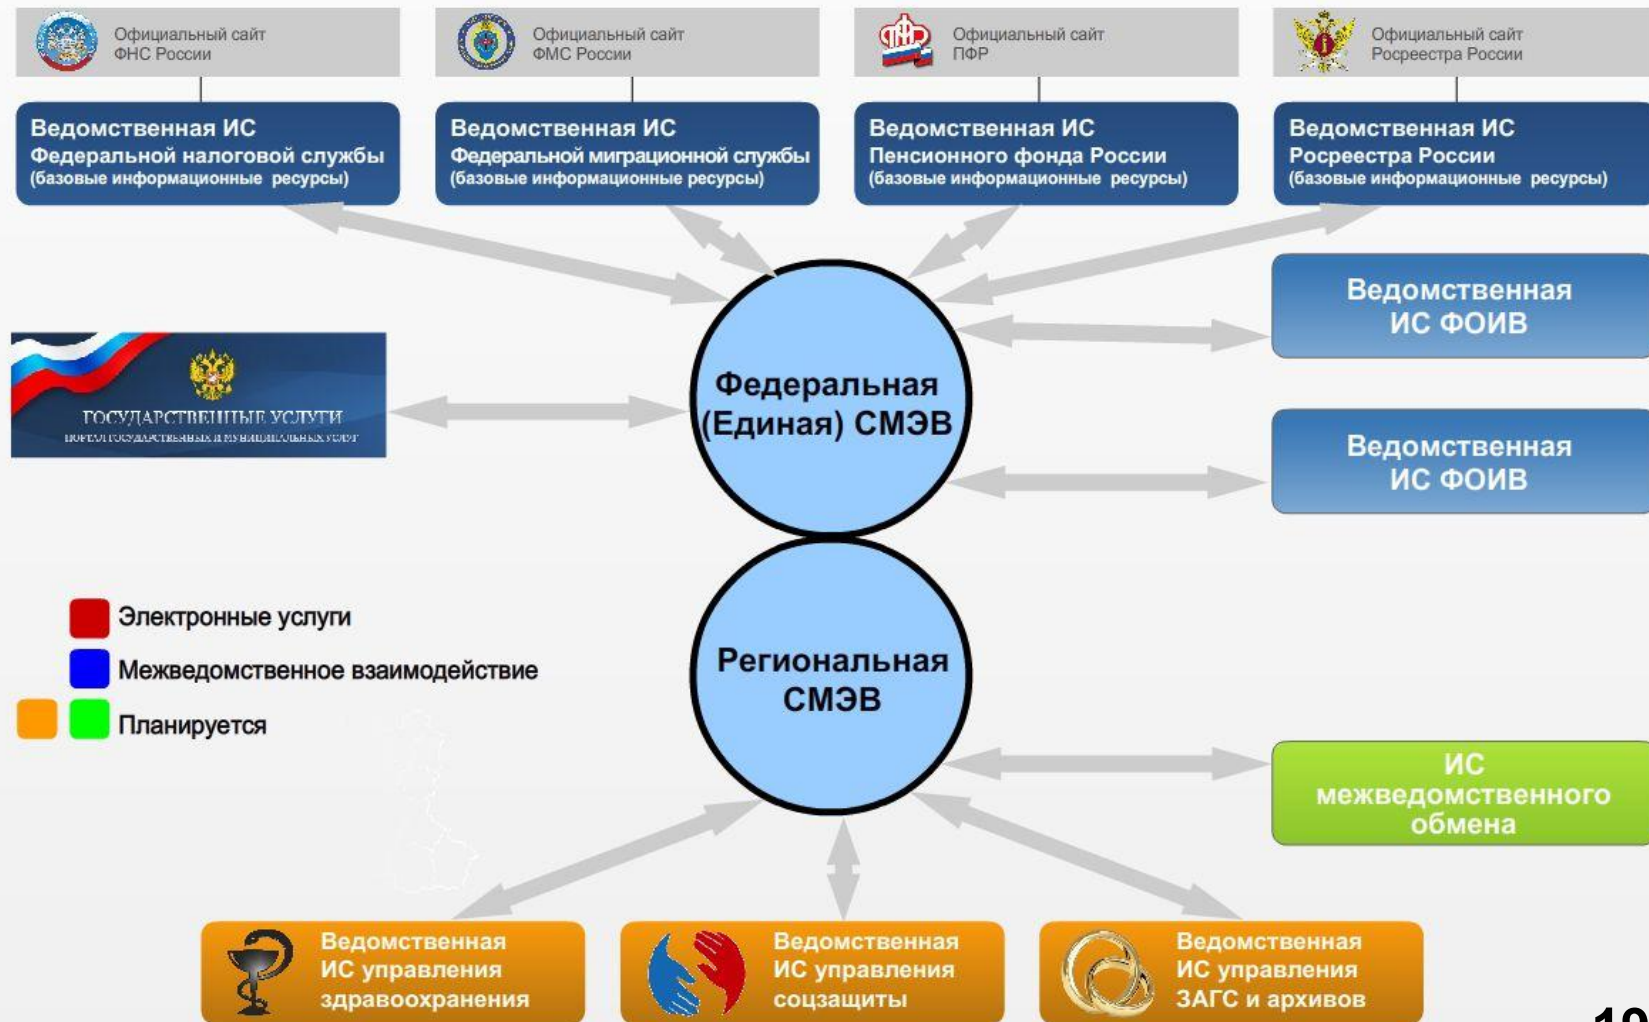 Официальный сайт
ФНС России
Официальный сайт
ФМС России
Официальный сайт
ПФР
Официальный сайт
Росреестра России
Ведомственная ИС
Федеральной налоговой службы
(базовые информационные ресурсы)
Ведомственная ИС
Федеральной миграционной службы
(базовые информационные ресурсы)
Ведомственная ИС
Пенсионного фонда России
(базовые информационные ресурсы)
Ведомственная ИС
Росреестра России
(базовые информационные ресурсы)
Ведомственная
ИС ФОИВ
ГОСУДАРСТВЕННЫЕ УСЛУГИ
ПОРТАЛ ГОСУДАРСТВЕННЫХ И МУНИЦИПАЛЬНЫХ УСЛУГ
Федеральная
(Единая) СМЭВ
Ведомственная
ИС ФОИВ
Электронные услуги
Межведомственное взаимодействие
Планируется
Региональная
СМЭВ
ИС
межведомственного
обмена
Ведомственная
ИС управления
здравоохранения
Ведомственная
ИС управления
соцзащиты
Ведомственная
ИС управления
ЗАГС и архивов